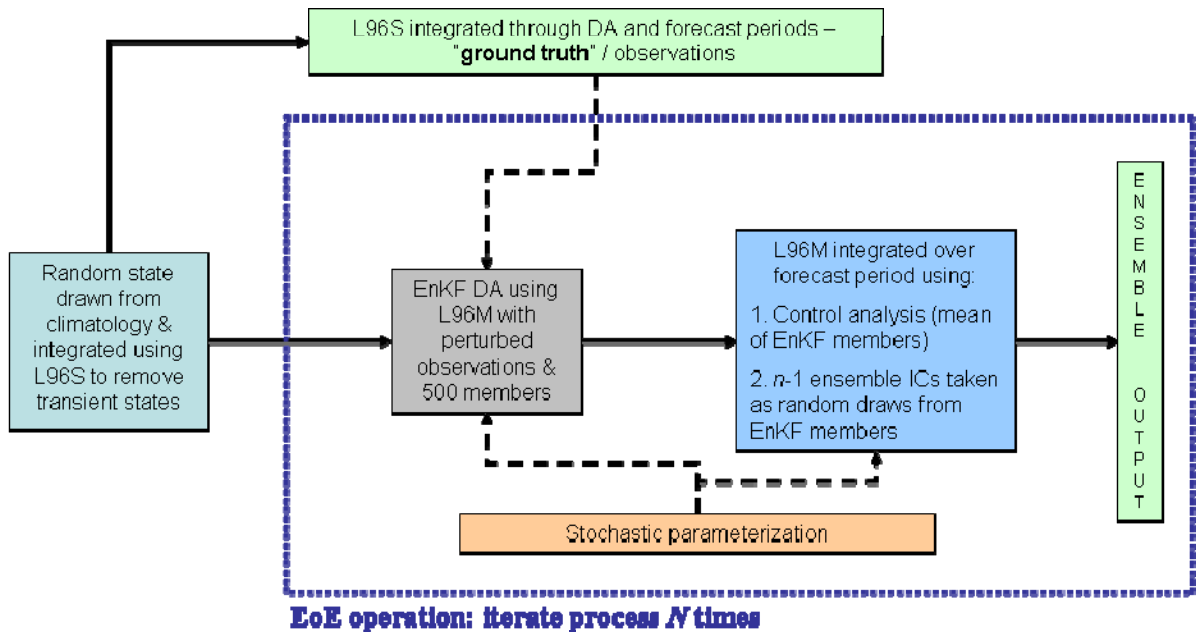 L96S integrated through DA and forecast periods –
"ground truth" / observations
Random state
drawn from
climatology &
integrated using
L96S to remove
transient states
EnKF DA using
L96M with
perturbed
observations &
500 members
L96M integrated over
forecast period using:
1. Control analysis (mean
of EnKF members)
2. n-1 ensemble ICs taken
as random draws from
EnKF members
ENSEMBLE OUTPUT
Stochastic parameterization
EoE operation: iterate process N times